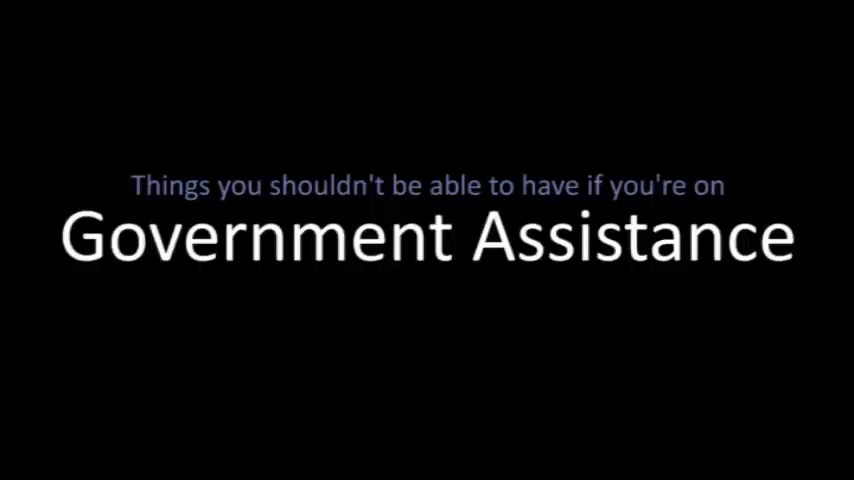 Things you shouldn't be able to have if you're on
Government Assistance